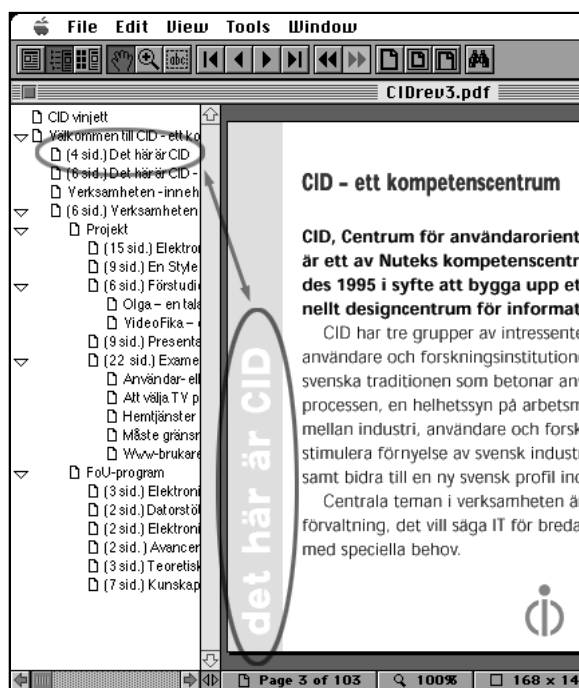 File Edit View Tools Window
abc
CIDrev3.pdf
CID vinjett
Välkommen till CID - ett ko
(4 sid.) Det här är CID
(6 sid.) Det här är CID -
Verksamheten - inneh
(6 sid.) Verksamheten
Projekt
(15 sid.) Elektro
(9 sid.) En Style
(6 sid.) Förstudi
Olga – en tala
VideoFika –
(9 sid.) Presenta
(22 sid.) Exame
Användar- ell
Att välja TV p
Hemtjänster
Måste gränsr
Www-brukare
FoU-program
(3 sid.) Elektroni
(2 sid.) Datorstöl
(2 sid.) Elektroni
(2 sid. ) Avancer
(3 sid.) Teoretisk
(7 sid.) Kunskap
det här är CID
CID – ett kompetenscentrum
CID, Centrum för användarorient
är ett av Nuteks kompetenscentr
des 1995 i syfte att bygga upp et
nellt designcentrum för informat
CID har tre grupper av intressente
användare och forskningsinstitutione
svenska traditionen som betonar anv
processen, en helhetssyn på arbetsm
mellan industri, användare och forsk
stimulera förnyelse av svensk industr
samt bidra till en ny svensk profil ind
Centrala teman i verksamheten ä
förvaltning, det vill säga IT för breda
med speciella behov.
Page 3 of 103 100% 168 x 14